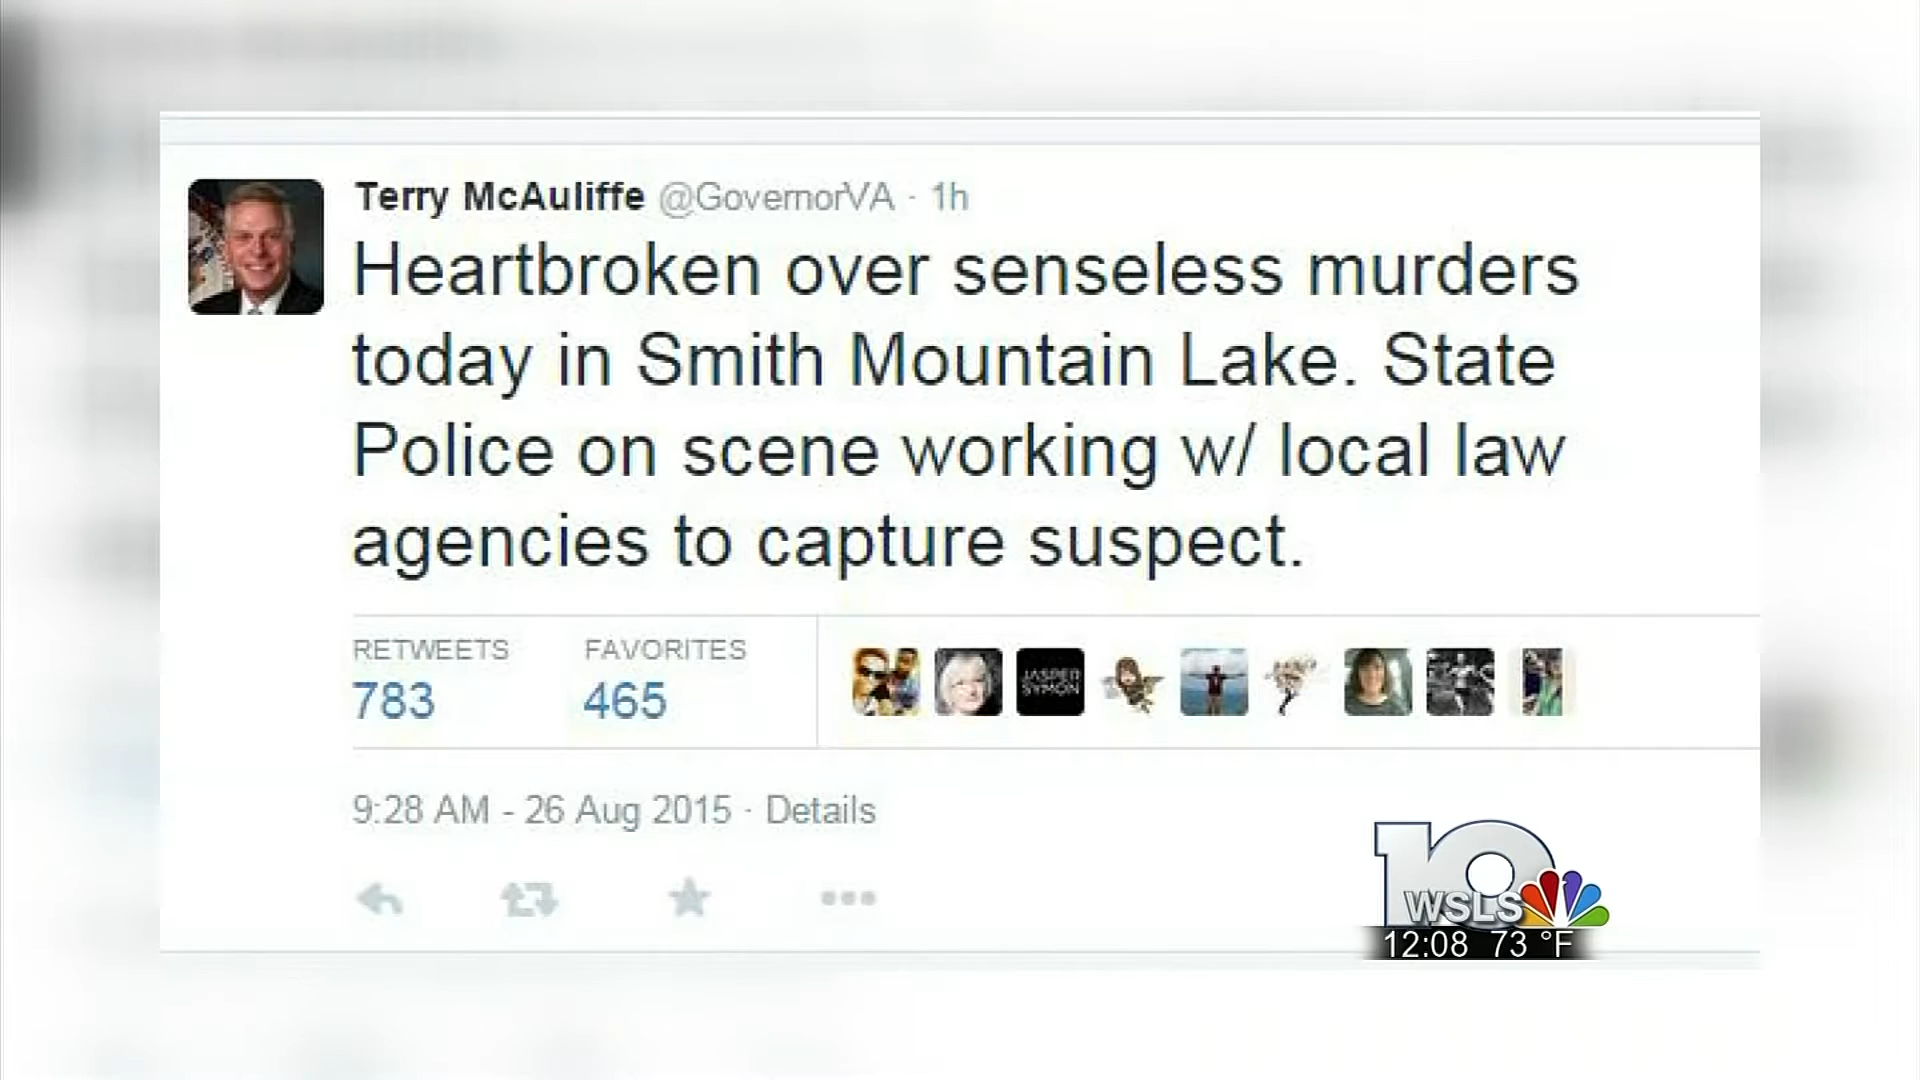 Terry McAuliffe @GovernorVA · 1h
Heartbroken over senseless murders
today in Smith Mountain Lake. State
Police on scene working w/ local law
agencies to capture suspect.
RETWEETS FAVORITES
783 465
JASPER
SYMON
9:28 AM - 26 Aug 2015 · Details
10
WSLS
12:08 73 °F